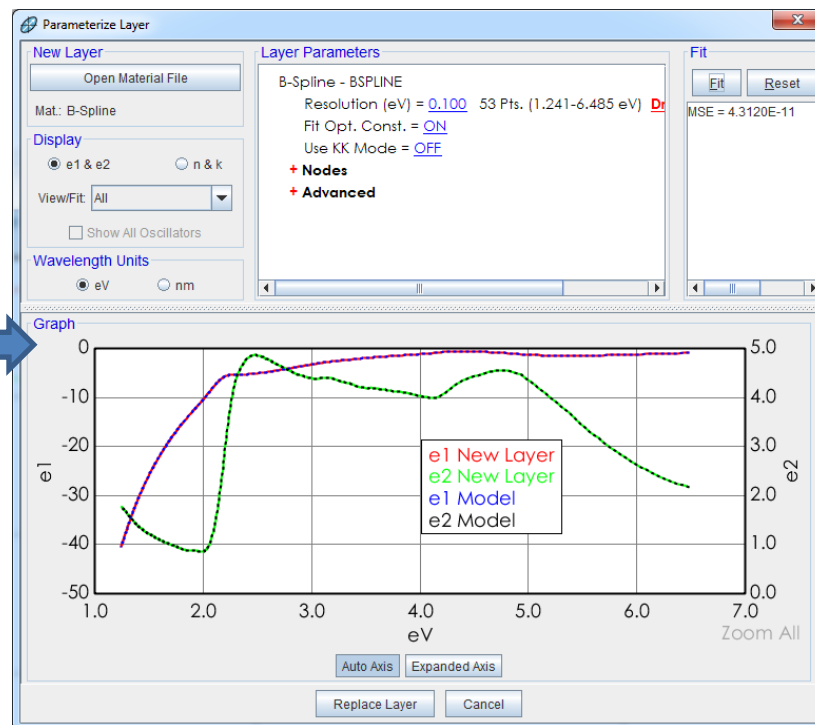 Parameterize Layer
New Layer
Open Material File
Mat.: B-Spline
Display
e1 & e2
n & k
View/Fit: All
Show All Oscillators
Wavelength Units
eV
nm
Layer Parameters
B-Spline - BSPLINE
Resolution (eV) = 0.100 53 Pts. (1.241-6.485 eV) Dr
Fit Opt. Const. = ON
Use KK Mode = OFF
+ Nodes
+ Advanced
Fit
Fit Reset
MSE = 4.3120E-11
Graph
0
-10
-20
-30
-40
-50
e1
5.0
4.0
3.0
2.0
1.0
0.0
e2
e1 New Layer
e2 New Layer
e1 Model
e2 Model
1.0 2.0 3.0 4.0 5.0 6.0 7.0
eV
Zoom All
Auto Axis Expanded Axis
Replace Layer Cancel